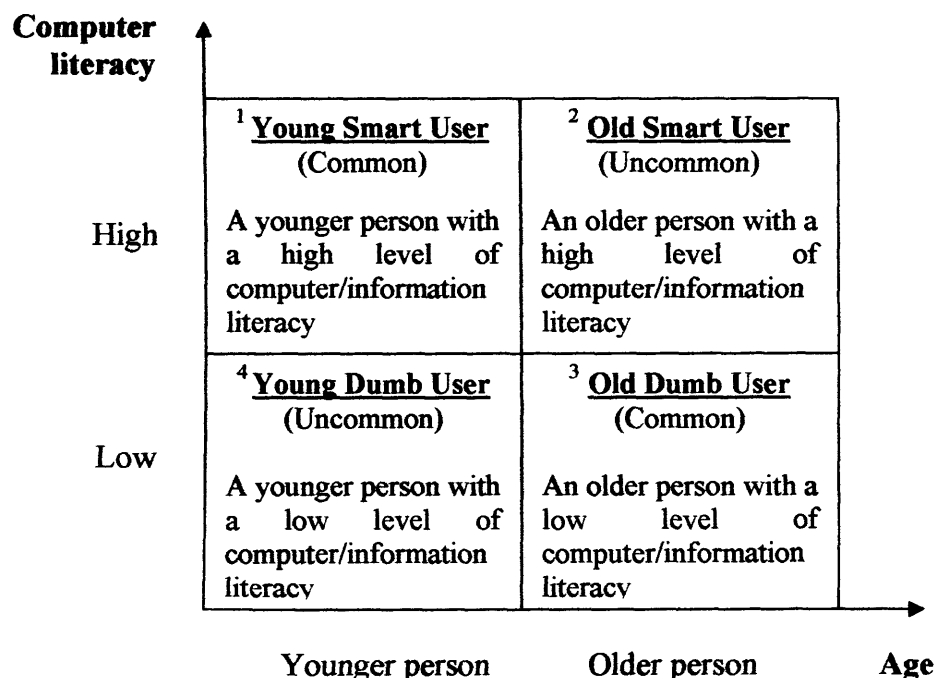 Computer
literacy
¹ Young Smart User
(Common)
A younger person with
a high level of
computer/information
literacy
² Old Smart User
(Uncommon)
An older person with a
high level of
computer/information
literacy
High
⁴ Young Dumb User
(Uncommon)
A younger person with
a low level of
computer/information
literacy
³ Old Dumb User
(Common)
An older person with a
low level of
computer/information
literacy
Low
Younger person
Older person
Age